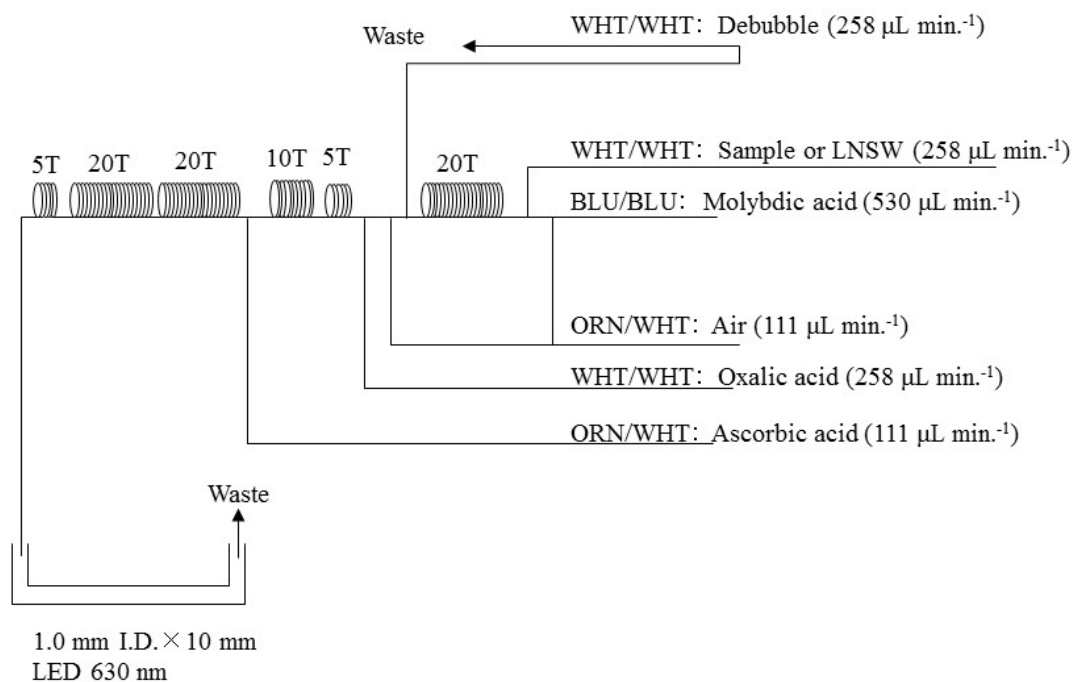 WHT/WHT: Debubble (258 μL min.-1)
Waste
5T 20T 20T 10T 5T 20T
WHT/WHT: Sample or LNSW (258 μL min.-1)
BLU/BLU: Molybdic acid (530 μL min.-1)
ORN/WHT: Air (111 μL min.-1)
WHT/WHT: Oxalic acid (258 μL min.-1)
ORN/WHT: Ascorbic acid (111 μL min.-1)
Waste
1.0 mm I.D.×10 mm
LED 630 nm